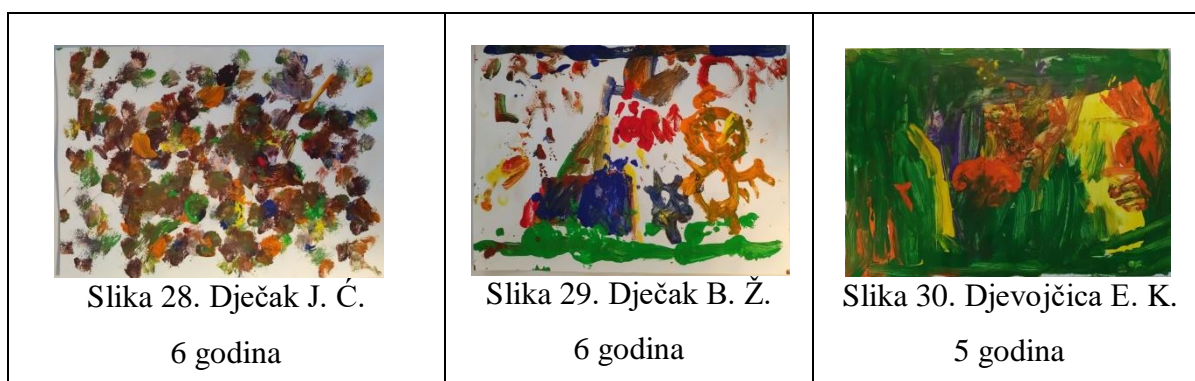 Slika 28. Dječak J. Ć.
6 godina
Slika 29. Dječak B. Ž.
6 godina
Slika 30. Djevojčica E. K.
5 godina